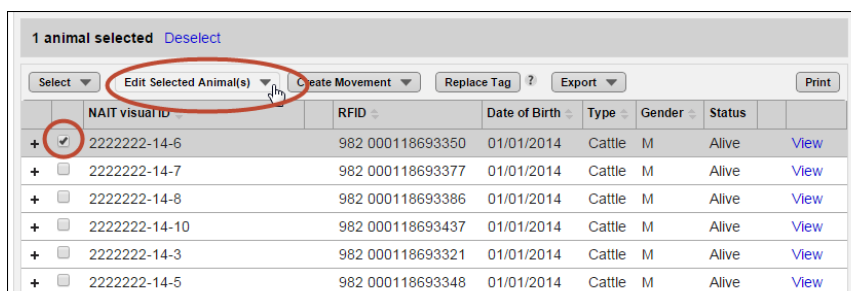 1 animal selected Deselect
Select Edit Selected Animal(s) Create Movement Replace Tag ? Export Print
NAIT visual ID RFID Date of Birth Type Gender Status
+ 2222222-14-6 982 000118693350 01/01/2014 Cattle M Alive View
+ 2222222-14-7 982 000118693377 01/01/2014 Cattle M Alive View
+ 2222222-14-8 982 000118693386 01/01/2014 Cattle M Alive View
+ 2222222-14-10 982 000118693437 01/01/2014 Cattle M Alive View
+ 2222222-14-3 982 000118693321 01/01/2014 Cattle M Alive View
+ 2222222-14-5 982 000118693348 01/01/2014 Cattle M Alive View